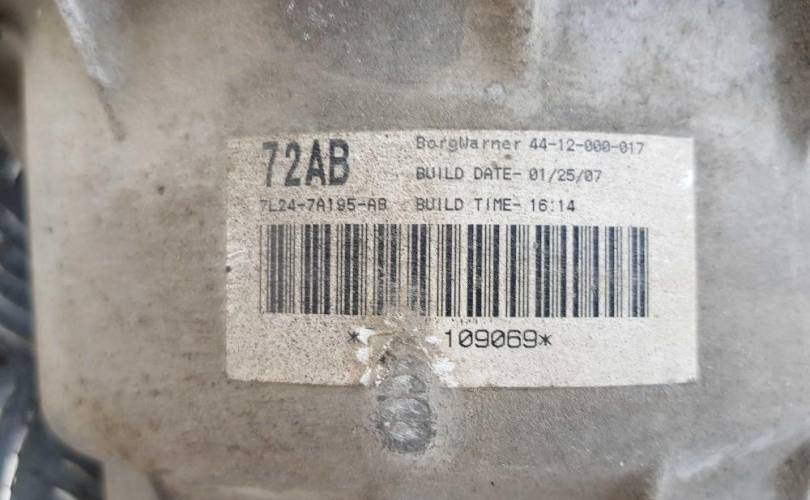 72AB
BorgWarner 44-12-000-017
BUILD DATE- 01/25/07
7L24-7A195-AB BUILD TIME- 16:14
* 109069*